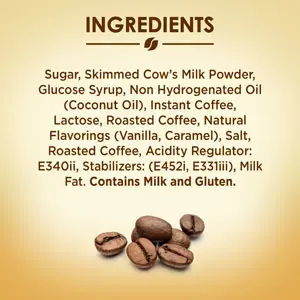 INGREDIENTS
Sugar, Skimmed Cow's Milk Powder,
Glucose Syrup, Non Hydrogenated Oil
(Coconut Oil), Instant Coffee,
Lactose, Roasted Coffee, Natural
Flavorings (Vanilla, Caramel), Salt,
Roasted Coffee, Acidity Regulator:
E340ii, Stabilizers: (E452i, E331iii), Milk
Fat. Contains Milk and Gluten.